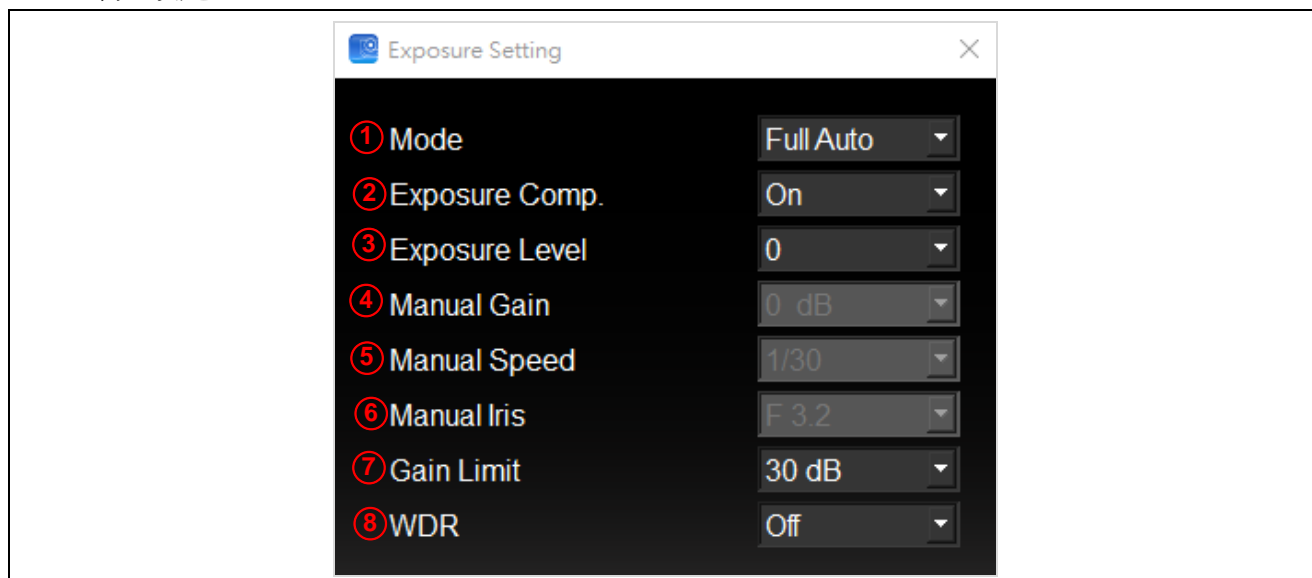 Exposure Setting
① Mode Full Auto
② Exposure Comp. On
③ Exposure Level 0
④ Manual Gain 0 dB
⑤ Manual Speed 1/30
⑥ Manual Iris F 3.2
⑦ Gain Limit 30 dB
⑧ WDR Off